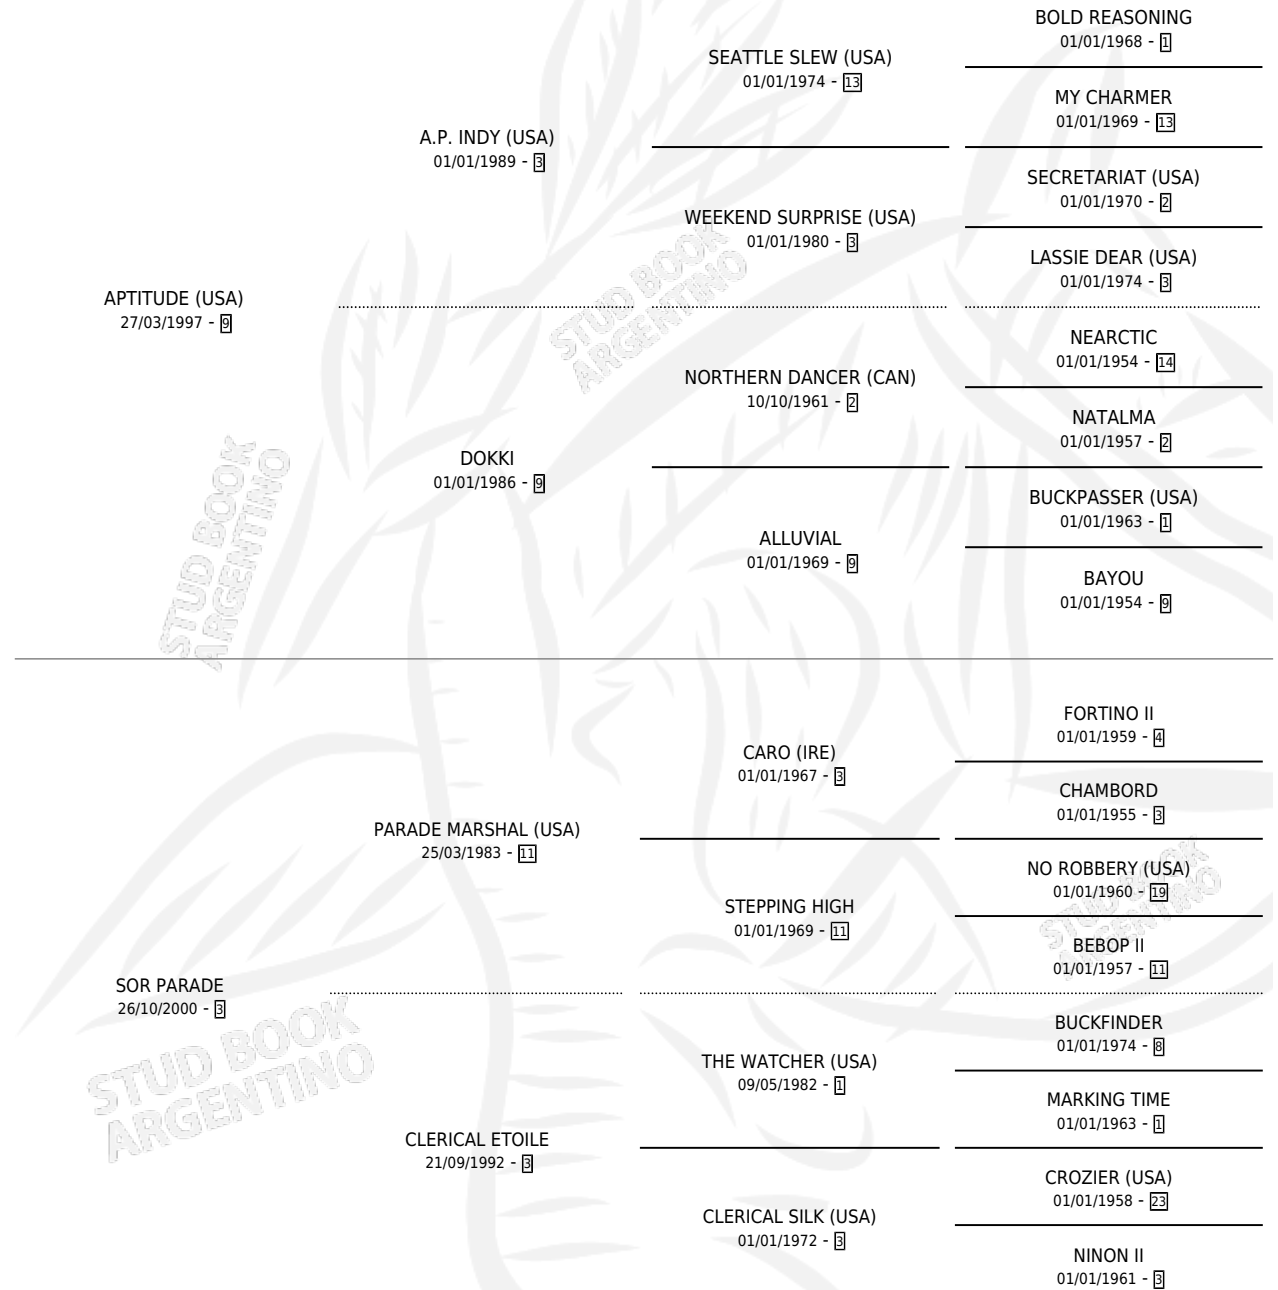 BOLD REASONING
01/01/1968 - 1
SEATTLE SLEW (USA)
01/01/1974 - 13
MY CHARMER
01/01/1969 - 13
A.P. INDY (USA)
01/01/1989 - 3
SECRETARIAT (USA)
01/01/1970 - 2
WEEKEND SURPRISE (USA)
01/01/1980 - 3
LASSIE DEAR (USA)
01/01/1974 - 3
APTITUDE (USA)
27/03/1997 - 9
NEARCTIC
01/01/1954 - 14
NORTHERN DANCER (CAN)
10/10/1961 - 2
NATALMA
01/01/1957 - 2
DOKKI
01/01/1986 - 9
BUCKPASSER (USA)
01/01/1963 - 1
ALLUVIAL
01/01/1969 - 9
BAYOU
01/01/1954 - 9
FORTINO II
01/01/1959 - 4
CARO (IRE)
01/01/1967 - 3
CHAMBORD
01/01/1955 - 3
PARADE MARSHAL (USA)
25/03/1983 - 11
NO ROBBERY (USA)
01/01/1960 - 19
STEPPING HIGH
01/01/1969 - 11
BEBOP II
01/01/1957 - 11
SOR PARADE
26/10/2000 - 3
BUCKFINDER
01/01/1974 - 8
THE WATCHER (USA)
09/05/1982 - 1
MARKING TIME
01/01/1963 - 1
CLERICAL ETOILE
21/09/1992 - 3
CROZIER (USA)
01/01/1958 - 23
CLERICAL SILK (USA)
01/01/1972 - 3
NINON II
01/01/1961 - 3
STUD BOOK
ARGENTINO
STUD BOOK
ARGENTINO
STUD BOOK
ARGENTINO
STUD BOOK
ARGENTINO